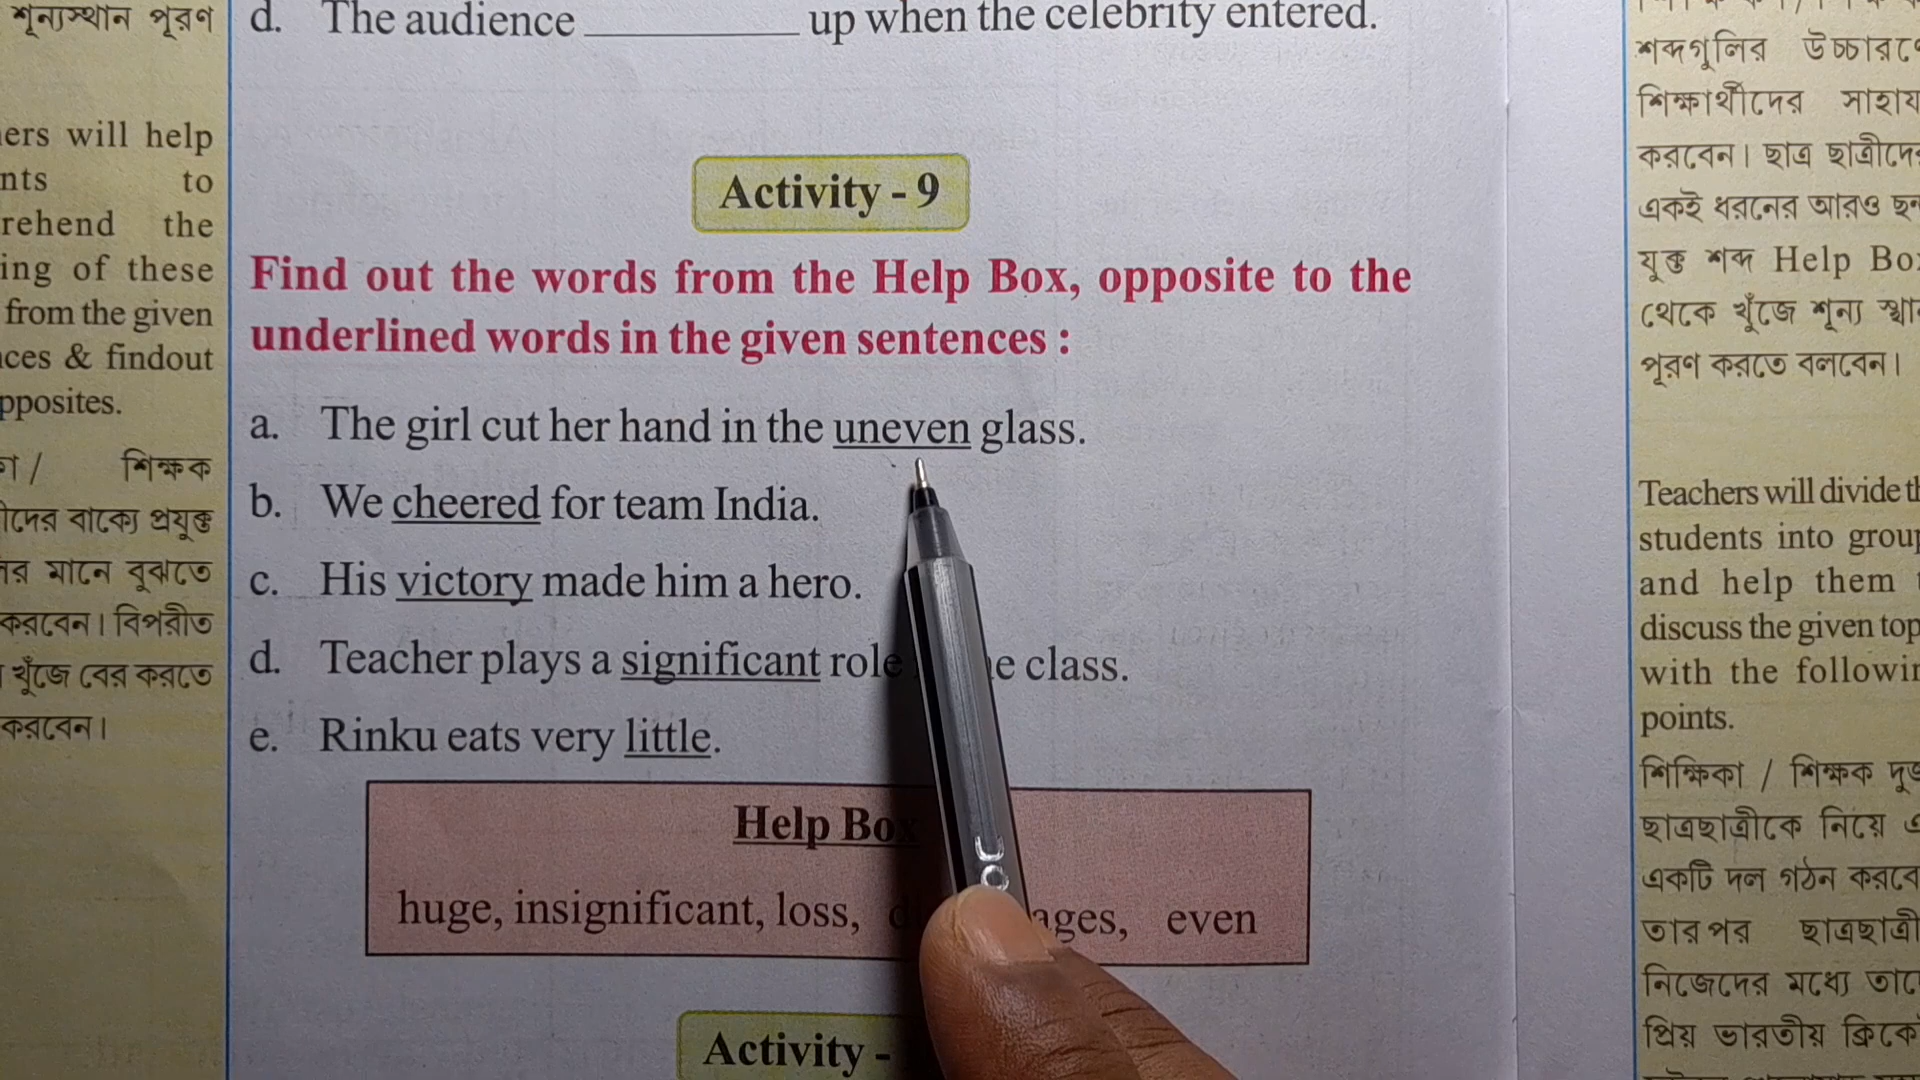 শূন্যস্থান পূরণ
d. The audience ________ up when the celebrity entered.
ers will help
nts to
rehend the
ing of these
from the given
ces & findout
pposites.
শিক্ষক
বাক্যে প্রযুক্ত
মানে বুঝতে
করবেন। বিপরীত
খুঁজে বের করতে
করবেন।
Activity - 9
Find out the words from the Help Box, opposite to the
underlined words in the given sentences :
a. The girl cut her hand in the uneven glass.
b. We cheered for team India.
c. His victory made him a hero.
d. Teacher plays a significant role e class.
e. Rinku eats very little.
Help Bo
huge, insignificant, loss, d ages, even
Activity -
শব্দগুলির উচ্চারণে
শিক্ষার্থীদের সাহায
করবেন। ছাত্র ছাত্রীদে
একই ধরনের আরও
যুক্ত শব্দ Help Bo
থেকে খুঁজে শূন্য
পূরণ করতে বলবেন।
Teachers will divide th
students into group
and help them
discuss the given top
with the followin
points.
শিক্ষিকা / শিক্ষক
ছাত্রছাত্রীকে নিয়ে
একটি দল গঠন করবে
তারপর ছাত্রছাত্রী
নিজেদের মধ্যে
প্রিয় ভারতীয় ক্রিকে